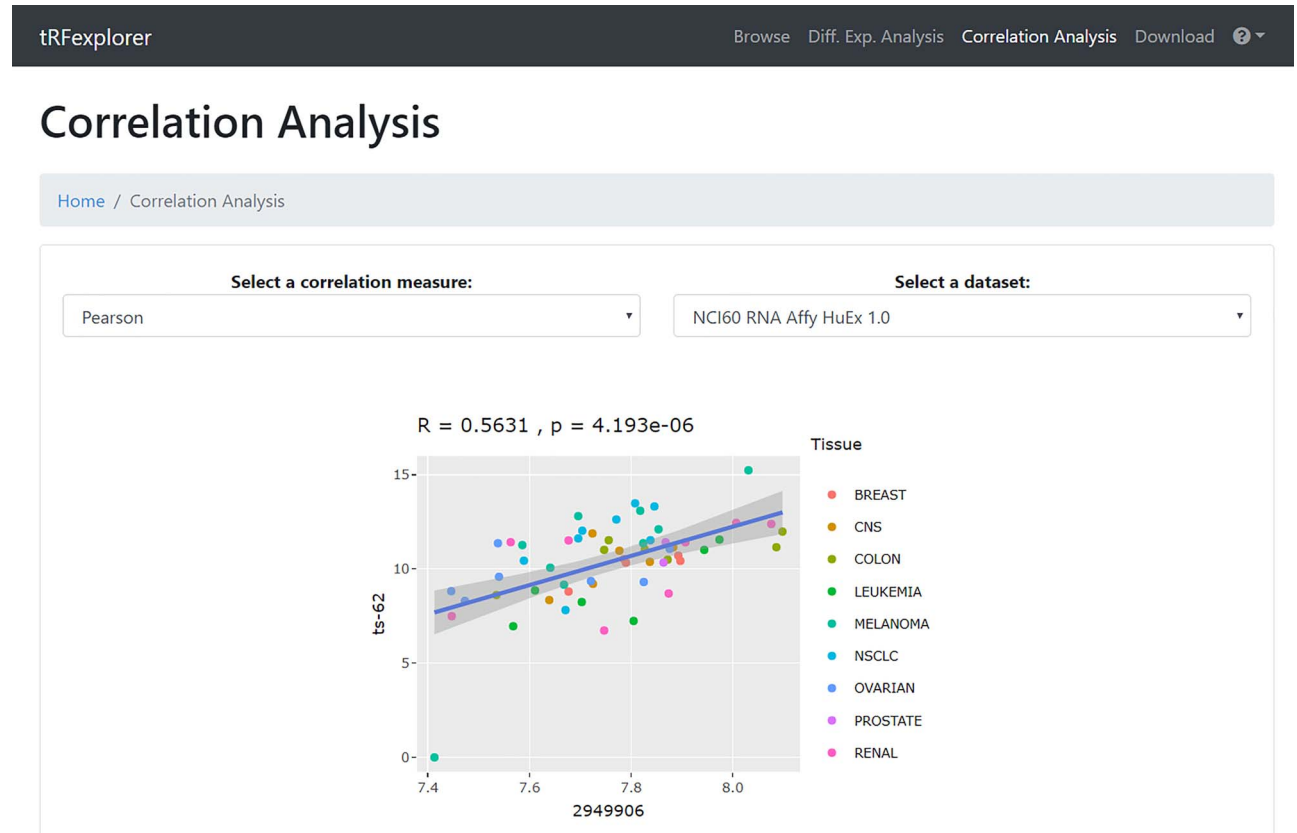 tRFexplorer Browse Diff. Exp. Analysis Correlation Analysis Download ?
Correlation Analysis
Home / Correlation Analysis
Select a correlation measure: Select a dataset:
Pearson NCI60 RNA Affy HuEx 1.0
R = 0.5631 , p = 4.193e-06
Tissue
BREAST
CNS
COLON
LEUKEMIA
MELANOMA
NSCLC
OVARIAN
PROSTATE
RENAL
15
10
5
0
ts-62
7.4 7.6 7.8 8.0
2949906